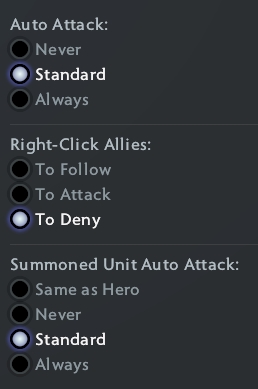 Auto Attack:
Never
Standard
Always
Right-Click Allies:
To Follow
To Attack
To Deny
Summoned Unit Auto Attack:
Same as Hero
Never
Standard
Always